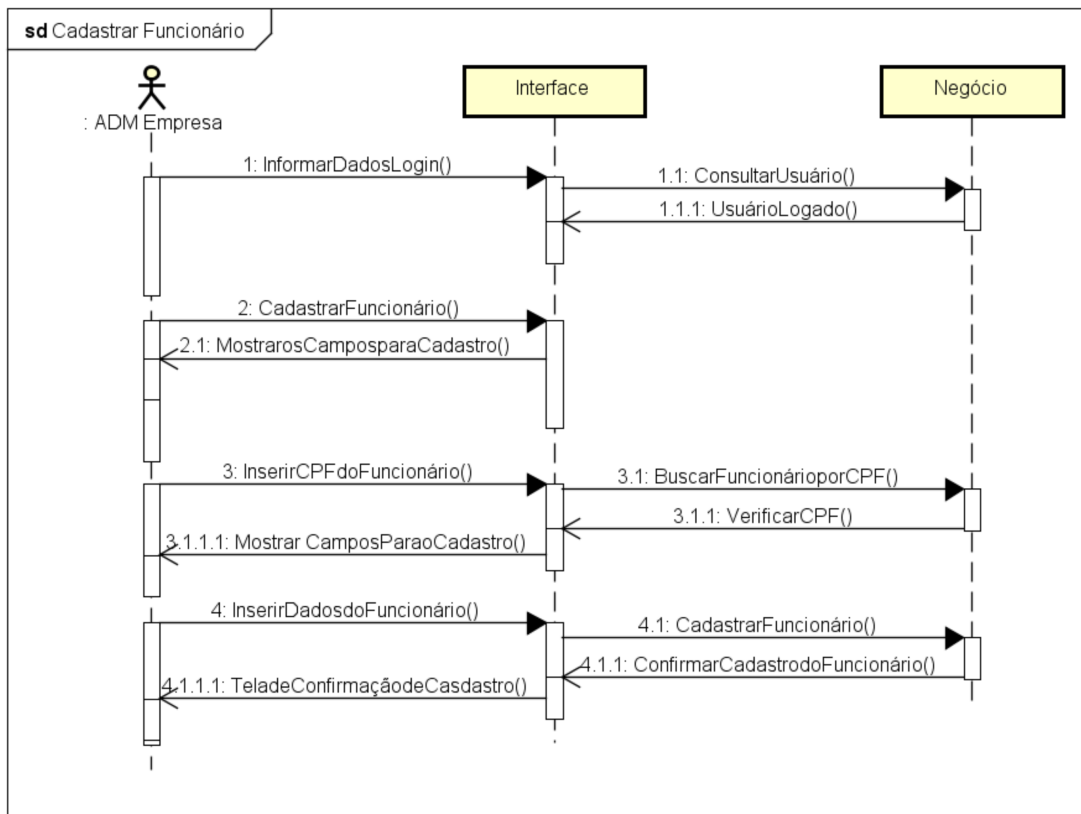 sd Cadastrar Funcionário
: ADM Empresa
Interface
Negócio
1: InformarDadosLogin()
1.1: ConsultarUsuário()
1.1.1: UsuárioLogado()
2: CadastrarFuncionário()
2.1: MostrarosCamposparaCadastro()
3: InserirCPFdoFuncionário()
3.1: BuscarFuncionárioporCPF()
3.1.1: VerificarCPF()
3.1.1.1: Mostrar CamposParaoCadastro()
4: InserirDadosdoFuncionário()
4.1: CadastrarFuncionário()
4.1.1: ConfirmarCadastrodoFuncionário()
4.1.1.1: TeladeConfirmaçãodeCasdastro()